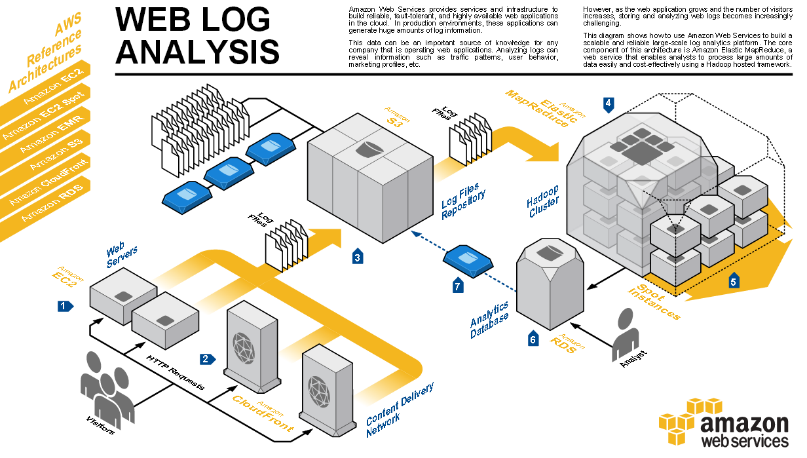 AWS
Reference
Architectures
Amazon EC2
Amazon EC2 Spot
Amazon EMR
Amazon S3
Amazon CloudFront
Amazon RDS
WEB LOG
ANALYSIS
Amazon Web Services provides services and infrastructure to
build reliable, fault-tolerant, and highly available web applications
in the cloud. In production environments, these applications can
generate huge amounts of log information.
This data can be an important source of knowledge for any
company that is operating web applications. Analyzing logs can
reveal information such as traffic patterns, user behavior,
marketing profiles, etc.
However, as the web application grows and the number of visitors
increases, storing and analyzing web logs becomes increasingly
challenging.
This diagram shows how to use Amazon Web Services to build a
scalable and reliable large-scale log analytics platform. The core
component of this architecture is Amazon Elastic MapReduce, a
web service that enables analysts to process large amounts of
data easily and cost-effectively using a Hadoop hosted framework.
Amazon
S3
Log
Files
Amazon
Elastic
MapReduce
4
Log Files
Repository
Hadoop
Cluster
3
Log
Files
Web
Servers
Amazon
EC2
1
2
HTTP Requests
Visitors
Amazon
CloudFront
Content Delivery
Network
7
Analytics
Database
6
Amazon
RDS
Analyst
5
Spot
Instances
amazon
web services